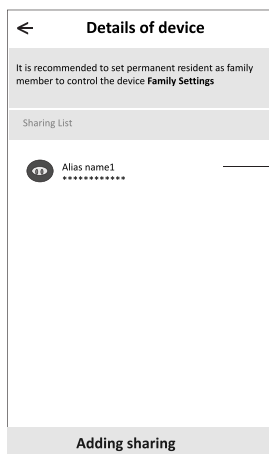 Details of device
It is recommended to set permanent resident as family
member to control the device Family Settings
Sharing List
Alias name1
************
Adding sharing